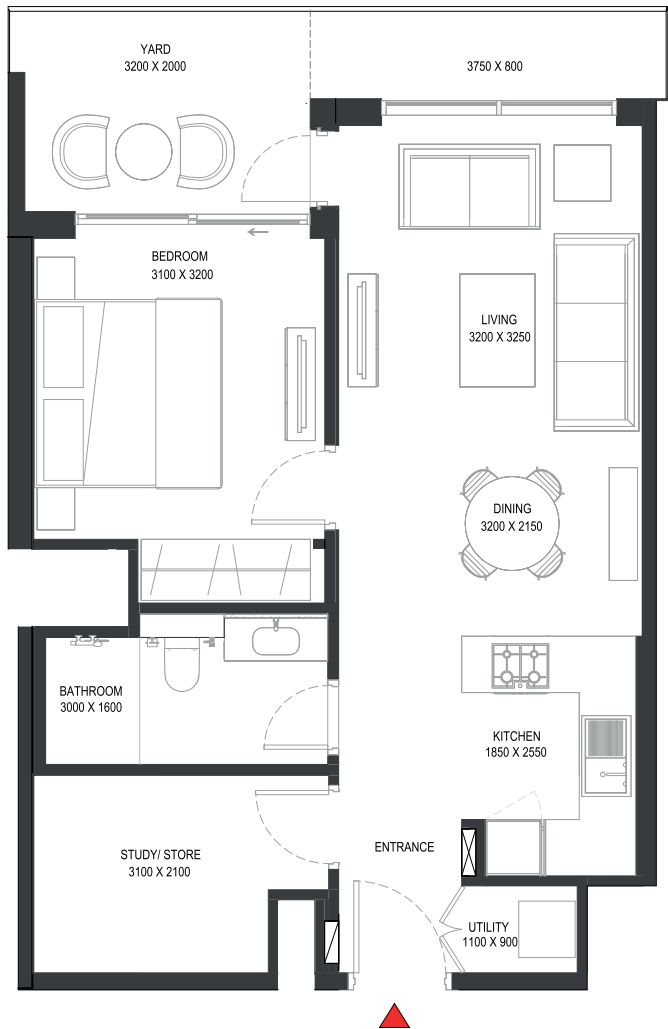 YARD
3200 X 2000
3750 X 800
BEDROOM
3100 X 3200
LIVING
3200 X 3250
DINING
3200 X 2150
BATHROOM
3000 X 1600
KITCHEN
1850 X 2550
STUDY/ STORE
3100 X 2100
ENTRANCE
UTILITY
1100 X 900